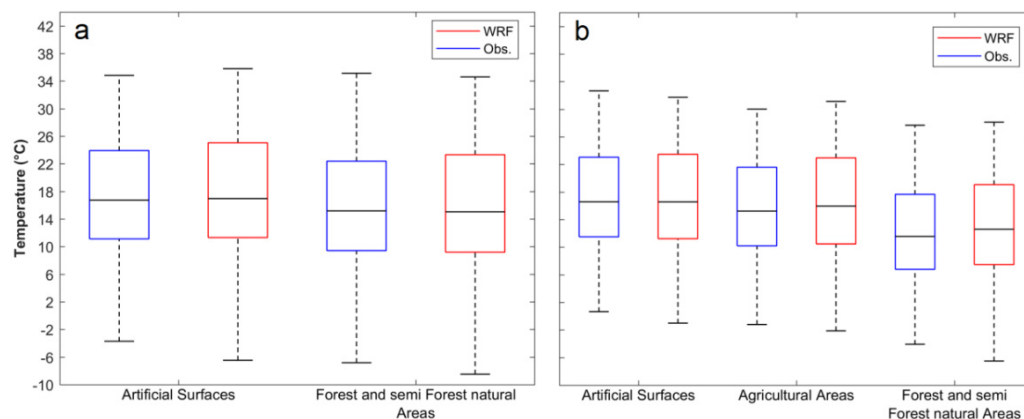 a
WRF
Obs.
b
WRF
Obs.
Temperature (°C)
42
38
34
30
26
22
18
14
10
6
2
-2
-6
-10
Artificial Surfaces
Forest and semi Forest natural
Areas
Artificial Surfaces
Agricultural Areas
Forest and semi
Forest natural Areas